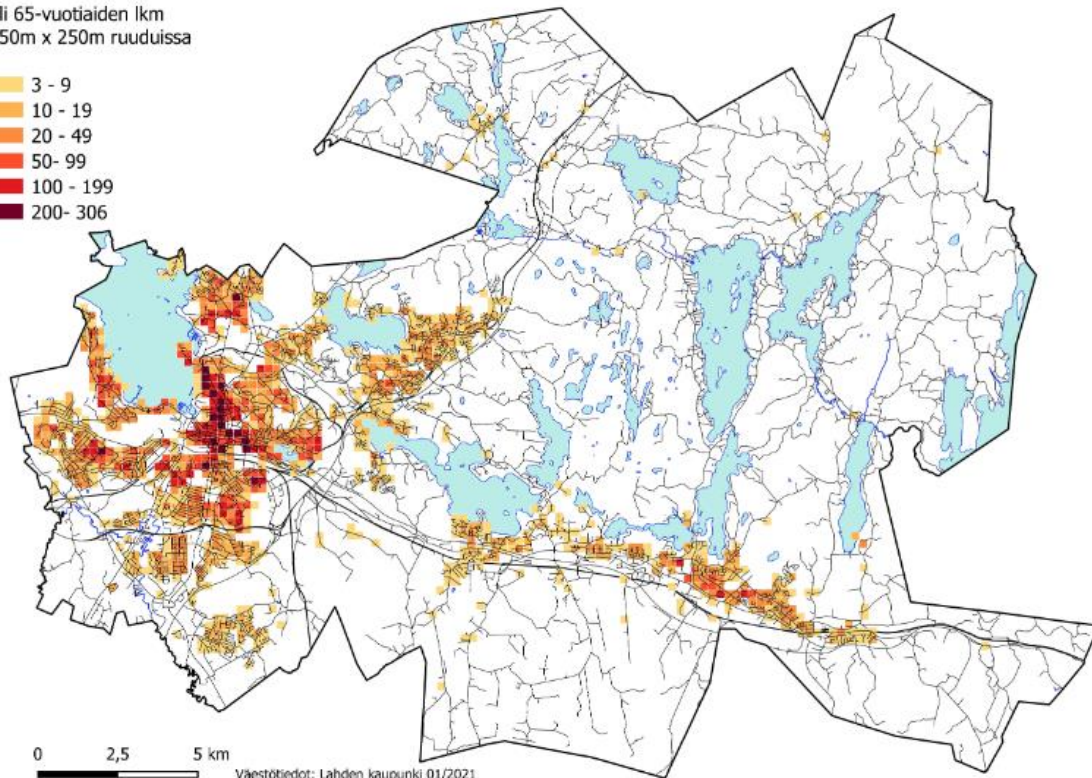 li 65-vuotiaiden lkm
50m x 250m ruuduissa
3 - 9
10 - 19
20 - 49
50- 99
100 - 199
200- 306
0 2,5 5 km
Väestötiedot: Lahden kaupunki 01/2021